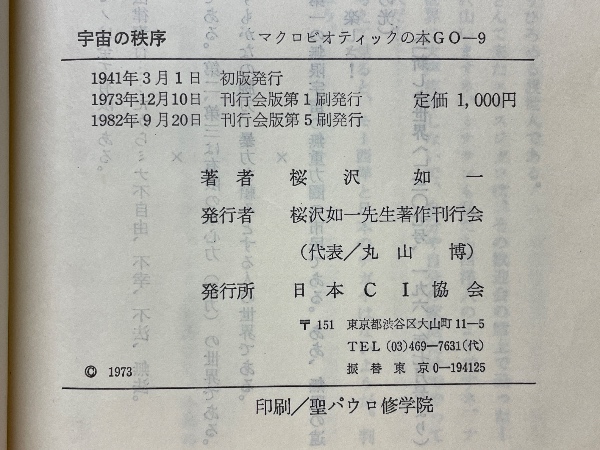 宇宙の秩序　マクロビオティックの本GO—9
1941年3月1日　初版発行
1973年12月10日　刊行会版第1刷発行　定価 1,000円
1982年9月20日　刊行会版第5刷発行
著者　桜沢如一
発行者　桜沢如一先生著作刊行会
（代表／丸山博）
発行所　日本CI協会
〒151　東京都渋谷区大山町11—5
TEL (03)469—7631(代)
振替東京0—194125
© 1973
印刷／聖パウロ修学院